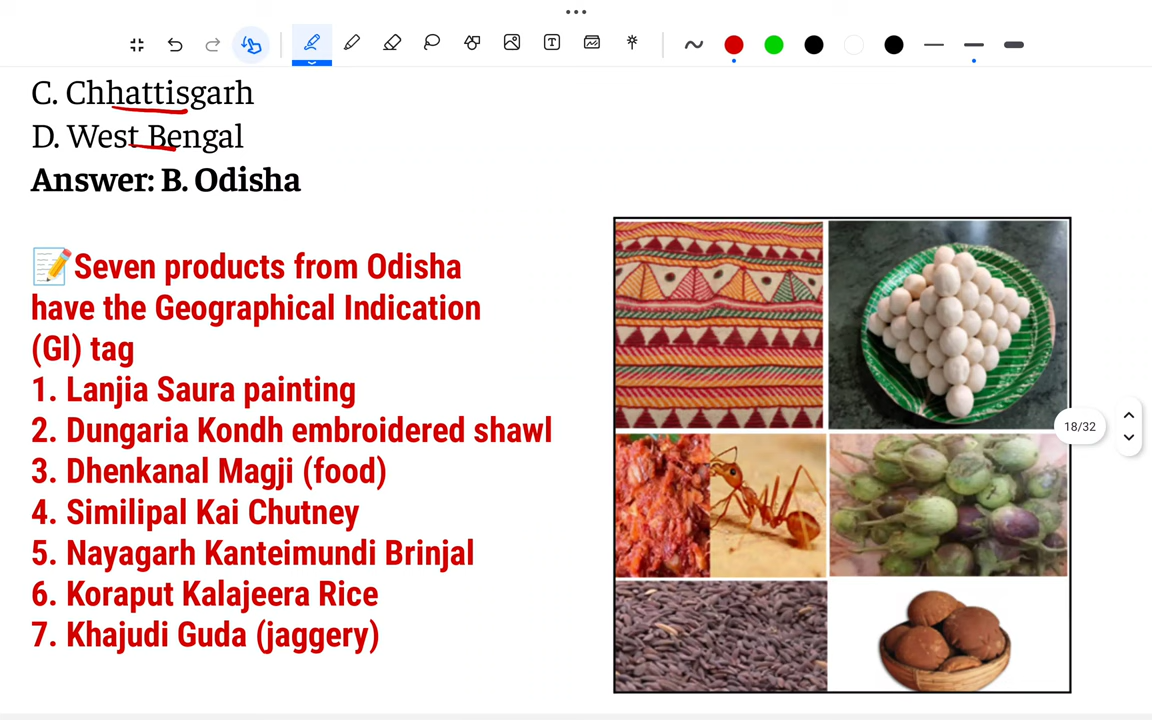 C. Chhattisgarh
D. West Bengal
Answer: B. Odisha
📝Seven products from Odisha
have the Geographical Indication
(GI) tag
1. Lanjia Saura painting
2. Dungaria Kondh embroidered shawl
3. Dhenkanal Magji (food)
4. Similipal Kai Chutney
5. Nayagarh Kanteimundi Brinjal
6. Koraput Kalajeera Rice
7. Khajudi Guda (jaggery)
18/32